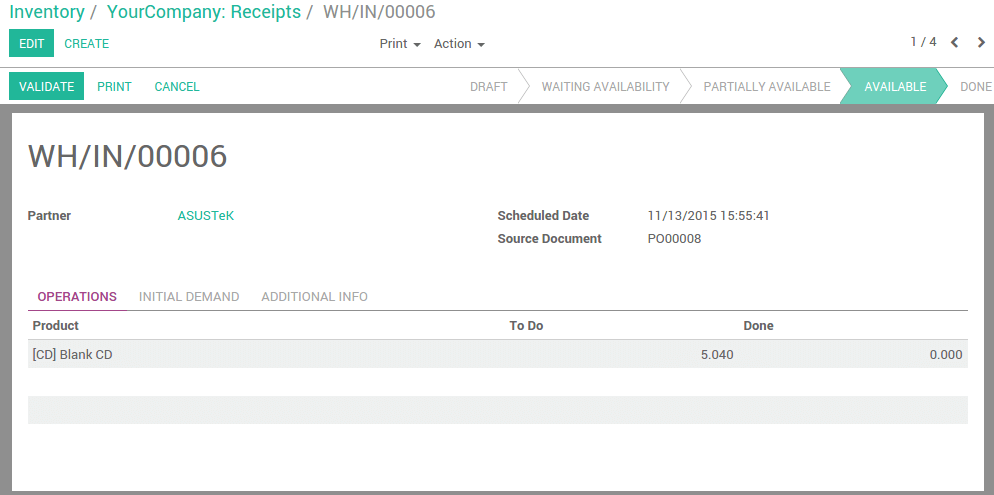 Inventory / YourCompany: Receipts / WH/IN/00006
EDIT CREATE Print Action 1 / 4
VALIDATE PRINT CANCEL DRAFT WAITING AVAILABILITY PARTIALLY AVAILABLE AVAILABLE DONE
WH/IN/00006
Partner ASUSTeK Scheduled Date 11/13/2015 15:55:41
Source Document PO00008
OPERATIONS INITIAL DEMAND ADDITIONAL INFO
Product To Do Done
[CD] Blank CD 5.040 0.000